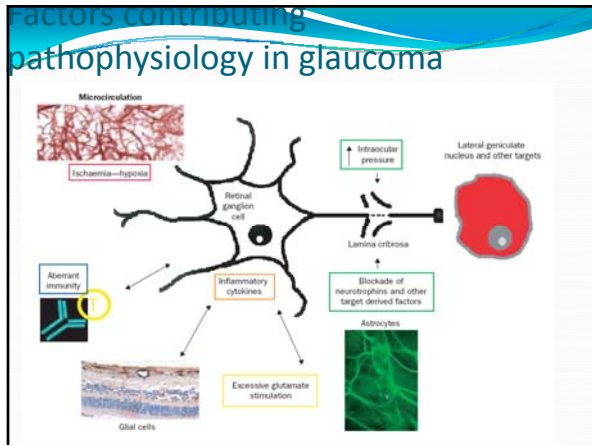 Factors contributing
pathophysiology in glaucoma
Microcirculation
Ischaemia—hypoxia
Retinal
ganglion
cell
↑ Intraocular
pressure
Lateral geniculate
nucleus and other targets
Lamina cribrosa
Aberrant
immunity
T
Inflammatory
cytokines
Blockade of
neurotrophins and other
target derived factors
Astrocytes
Excessive glutamate
stimulation
Glial cells